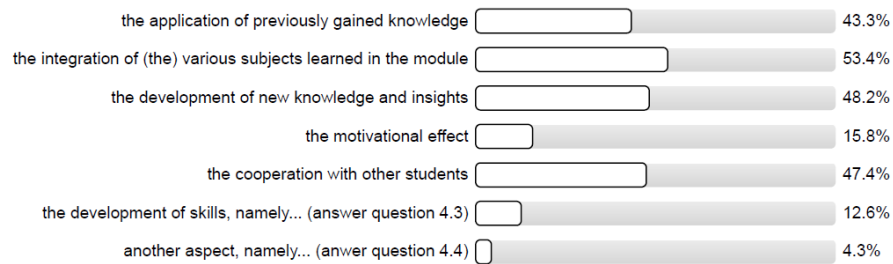 the application of previously gained knowledge 43.3%
the integration of (the) various subjects learned in the module 53.4%
the development of new knowledge and insights 48.2%
the motivational effect 15.8%
the cooperation with other students 47.4%
the development of skills, namely... (answer question 4.3) 12.6%
another aspect, namely... (anwer question 4.4) 4.3%